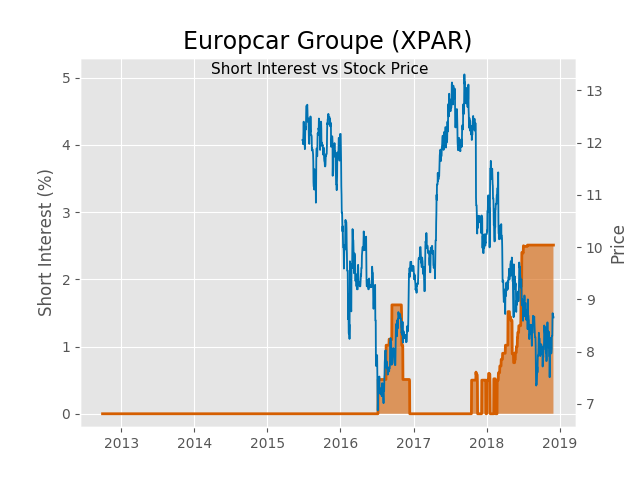 Europcar Groupe (XPAR)
Short Interest vs Stock Price
Short Interest (%)
5
4
3
2
1
0
13
12
11
10
9
8
7
Price
2013 2014 2015 2016 2017 2018 2019